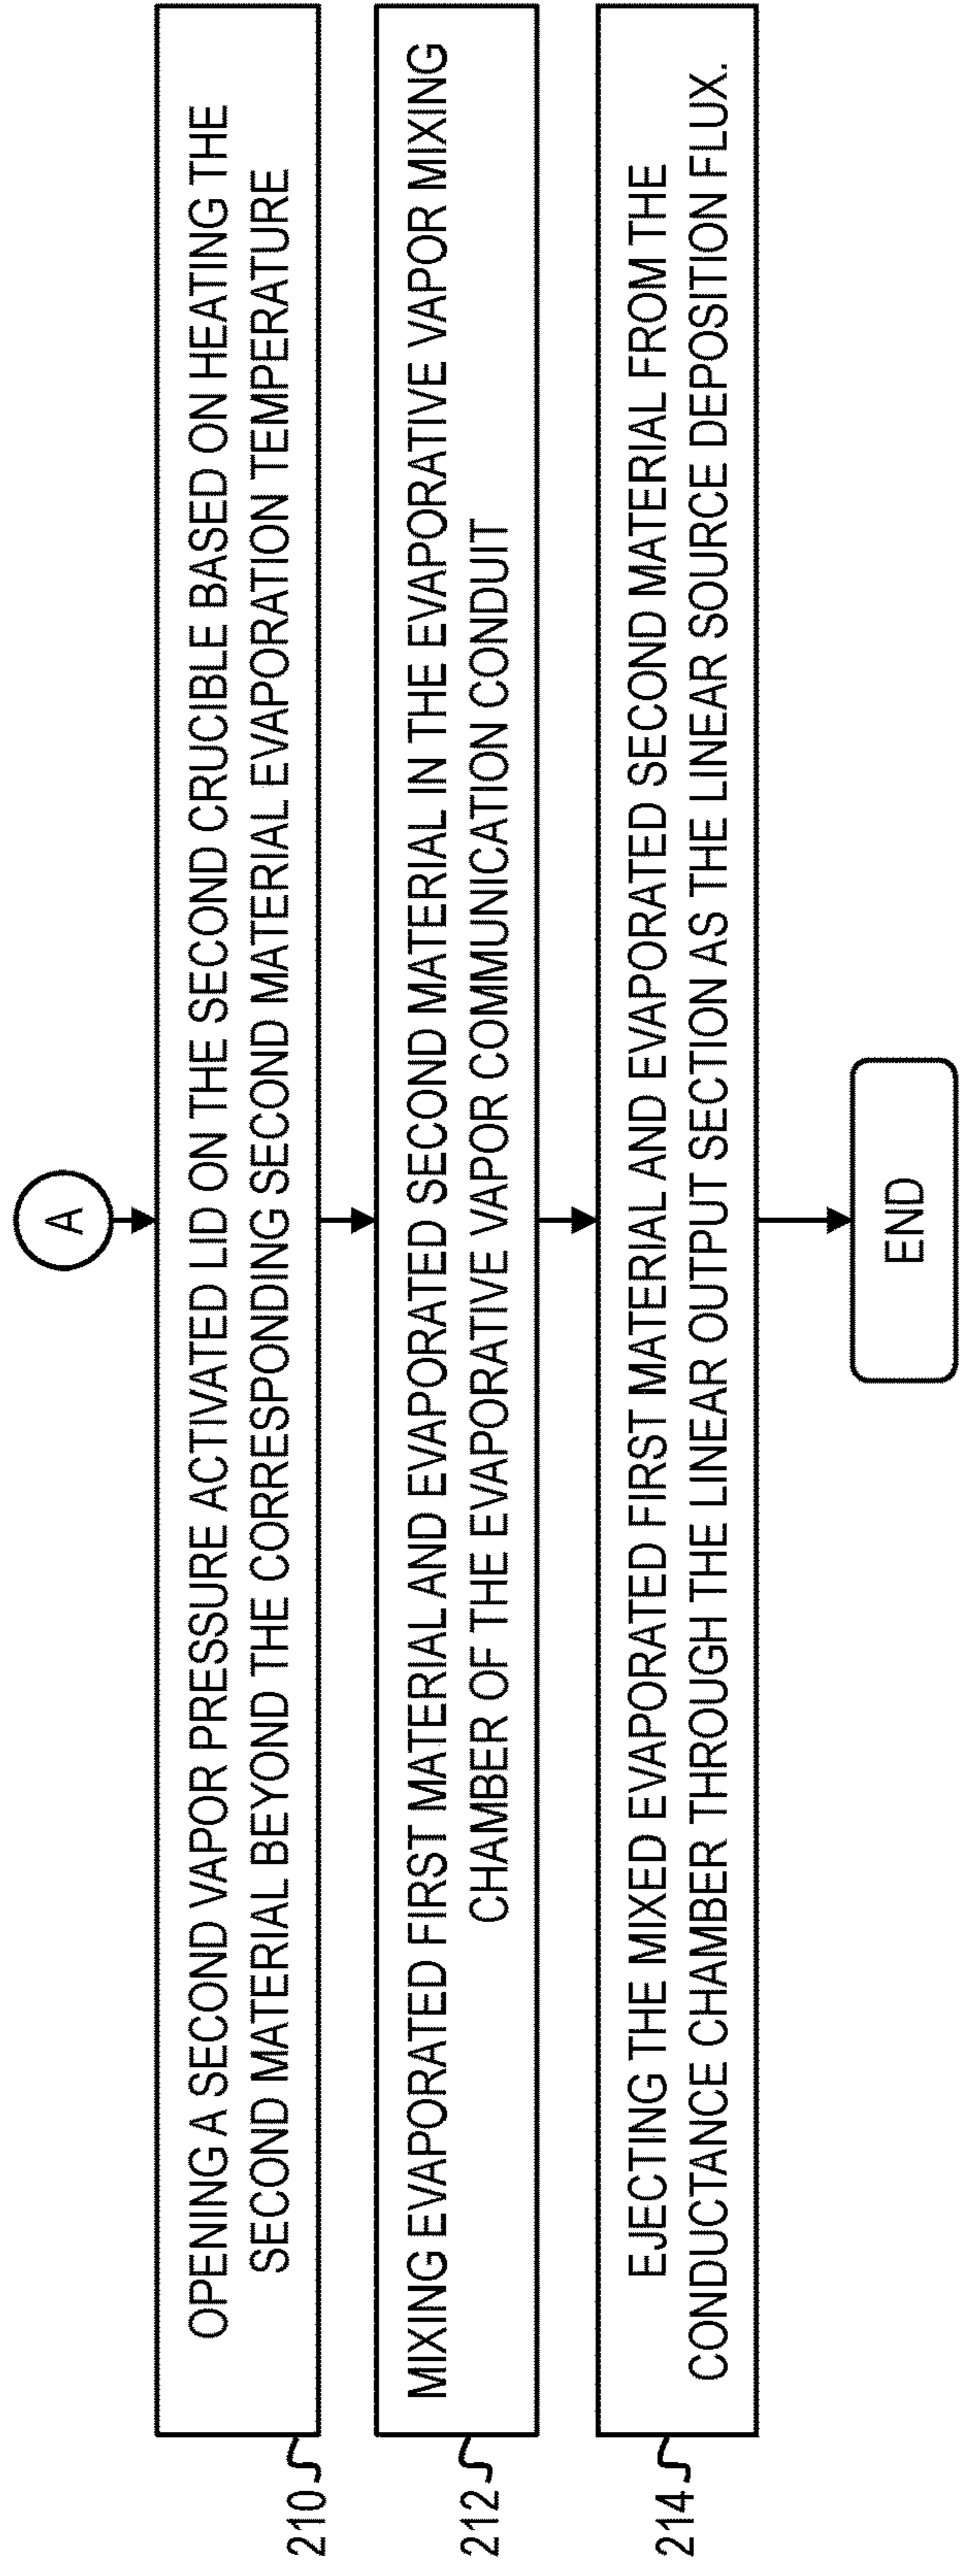 A
210
OPENING A SECOND VAPOR PRESSURE ACTIVATED LID ON THE SECOND CRUCIBLE BASED ON HEATING THE
SECOND MATERIAL BEYOND THE CORRESPONDING SECOND MATERIAL EVAPORATION TEMPERATURE
212
MIXING EVAPORATED FIRST MATERIAL AND EVAPORATED SECOND MATERIAL IN THE EVAPORATIVE VAPOR MIXING
CHAMBER OF THE EVAPORATIVE VAPOR COMMUNICATION CONDUIT
214
EJECTING THE MIXED EVAPORATED FIRST MATERIAL AND EVAPORATED SECOND MATERIAL FROM THE
CONDUCTANCE CHAMBER THROUGH THE LINEAR OUTPUT SECTION AS THE LINEAR SOURCE DEPOSITION FLUX.
END